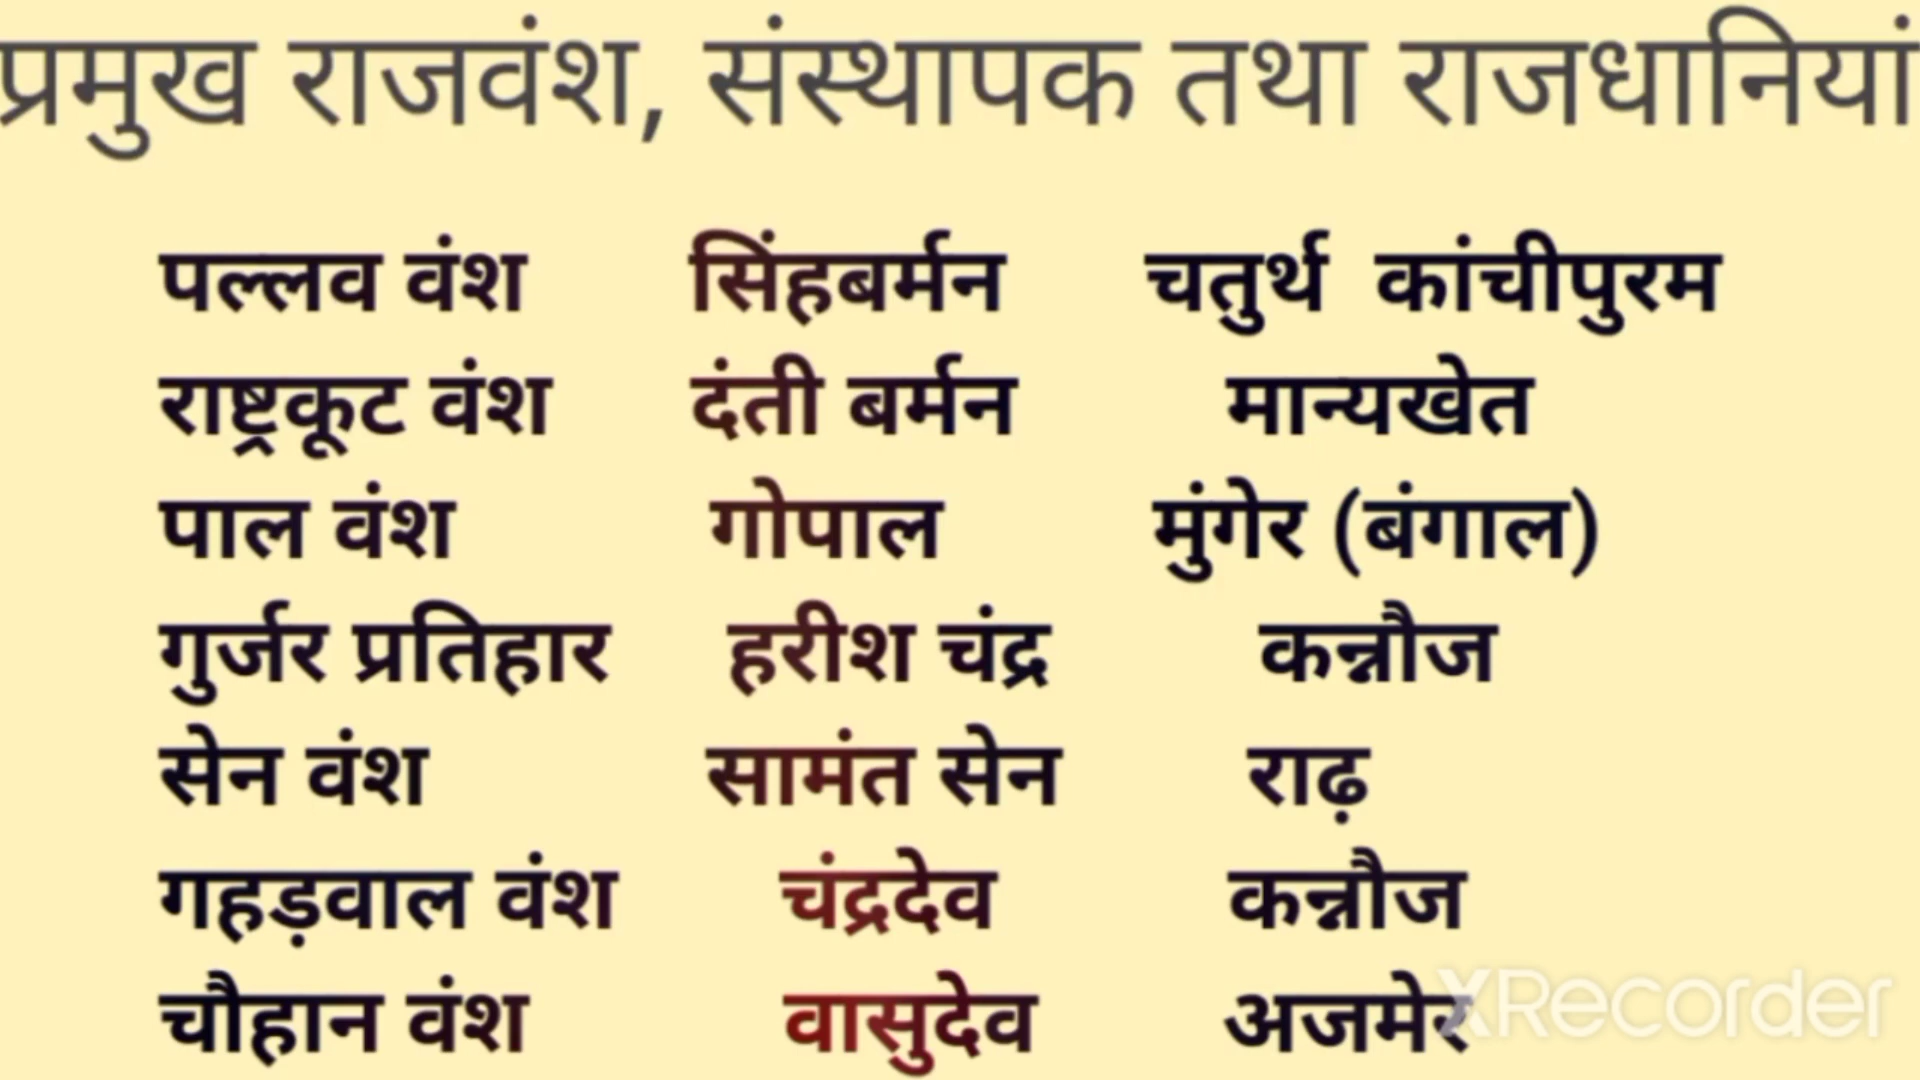 प्रमुख राजवंश, संस्थापक तथा राजधानियां
पल्लव वंश सिंहबर्मन चतुर्थ कांचीपुरम
राष्ट्रकूट वंश दंती बर्मन मान्यखेत
पाल वंश गोपाल मुंगेर (बंगाल)
गुर्जर प्रतिहार हरीश चंद्र कन्नौज
सेन वंश सामंत सेन राढ़
गहड़वाल वंश चंद्रदेव कन्नौज
चौहान वंश वासुदेव अजमेर
XRecorder